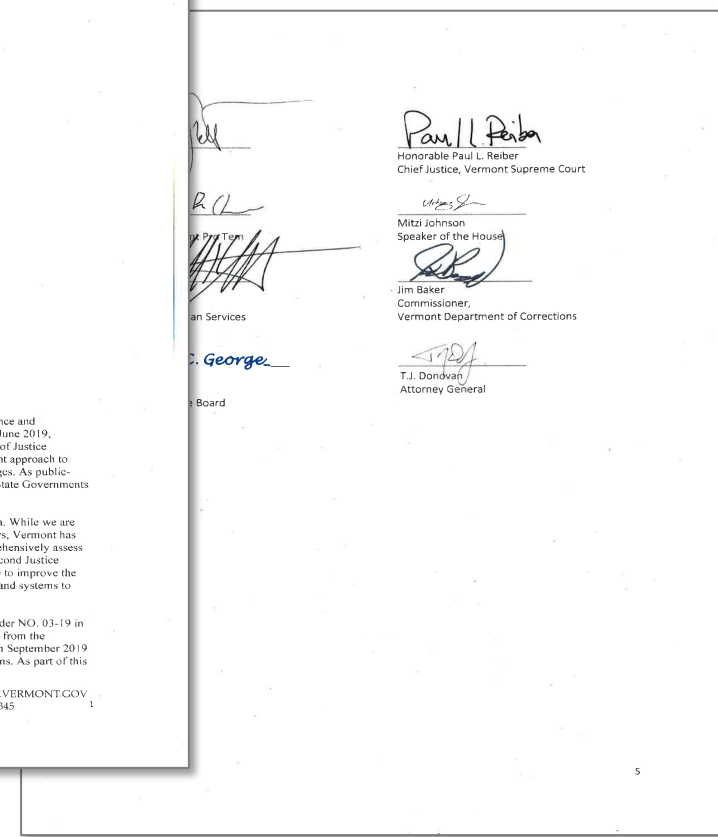 nce and
June 2019,
of Justice
nt approach to
ges. As public-
State Governments
n. While we are
rs, Vermont has
ehensively assess
cond Justice
e to improve the
and systems to
der NO. 03-19 in
from the
n September 2019
ns. As part of this
.VERMONT.GOV
345 1
Pro Tem
an Services
C. George
e Board
Paul L. Reiber
Honorable Paul L. Reiber
Chief Justice, Vermont Supreme Court
Mitzi Johnson
Speaker of the House
Jim Baker
Commissioner,
Vermont Department of Corrections
T.J. Donovan
Attorney General
5